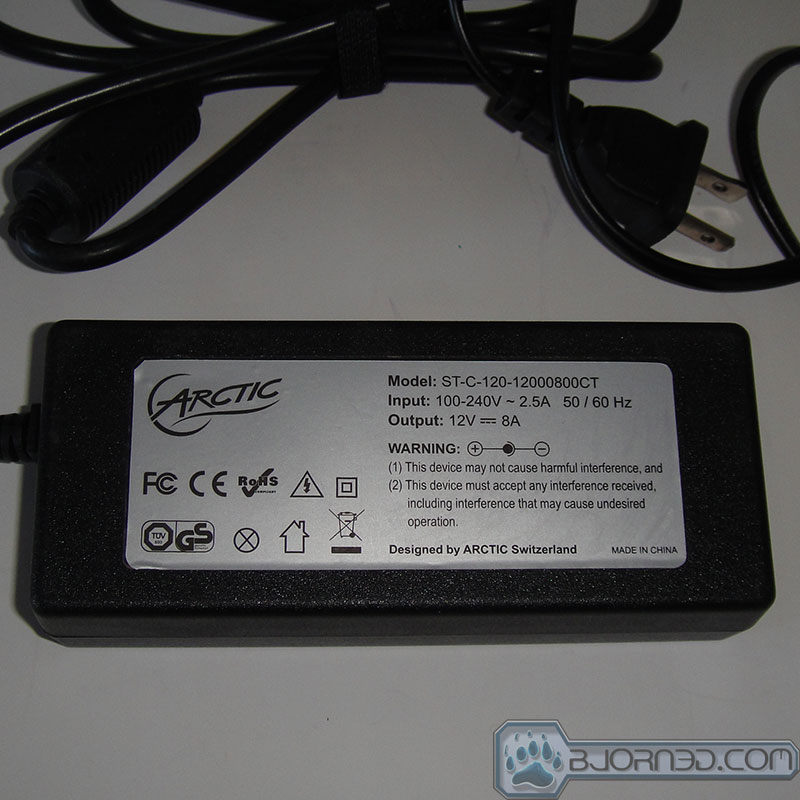 ARCTIC
Model: ST-C-120-12000800CT
Input: 100-240V ~ 2.5A 50 / 60 Hz
Output: 12V ⎓ 8A
WARNING:
(1) This device may not cause harmful interference, and
(2) This device must accept any interference received,
including interference that may cause undesired
operation.
Designed by ARCTIC Switzerland
MADE IN CHINA
FC CE RoHS
COMPLIANT
TÜV GS
BJORN3D.COM